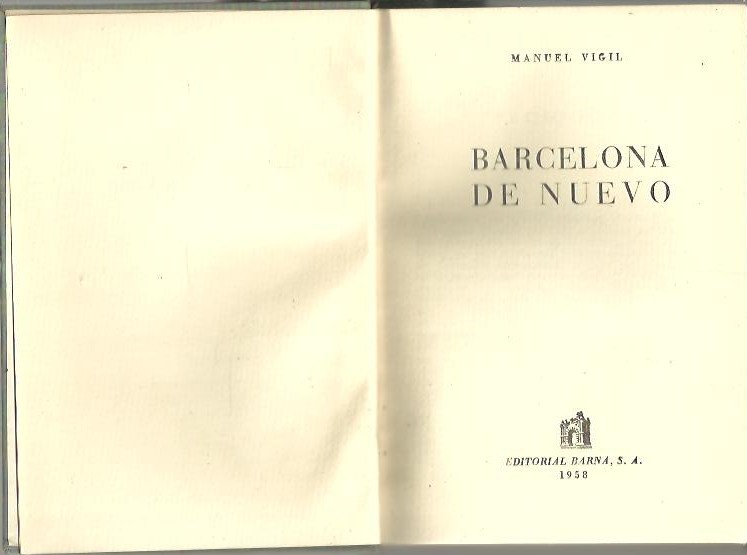 MANUEL VIGIL
BARCELONA
DE NUEVO
EDITORIAL BARNA, S. A.
1958